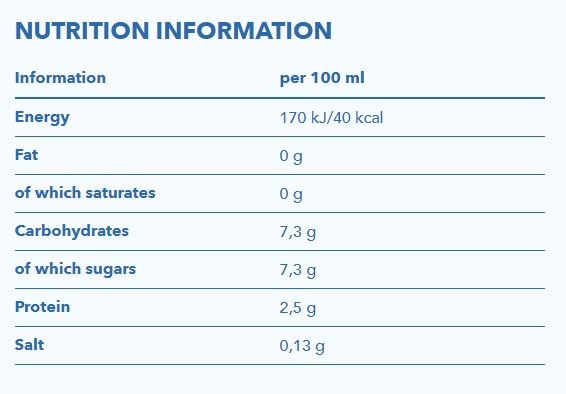 NUTRITION INFORMATION
Information per 100 ml
Energy 170 kJ/40 kcal
Fat 0 g
of which saturates 0 g
Carbohydrates 7,3 g
of which sugars 7,3 g
Protein 2,5 g
Salt 0,13 g